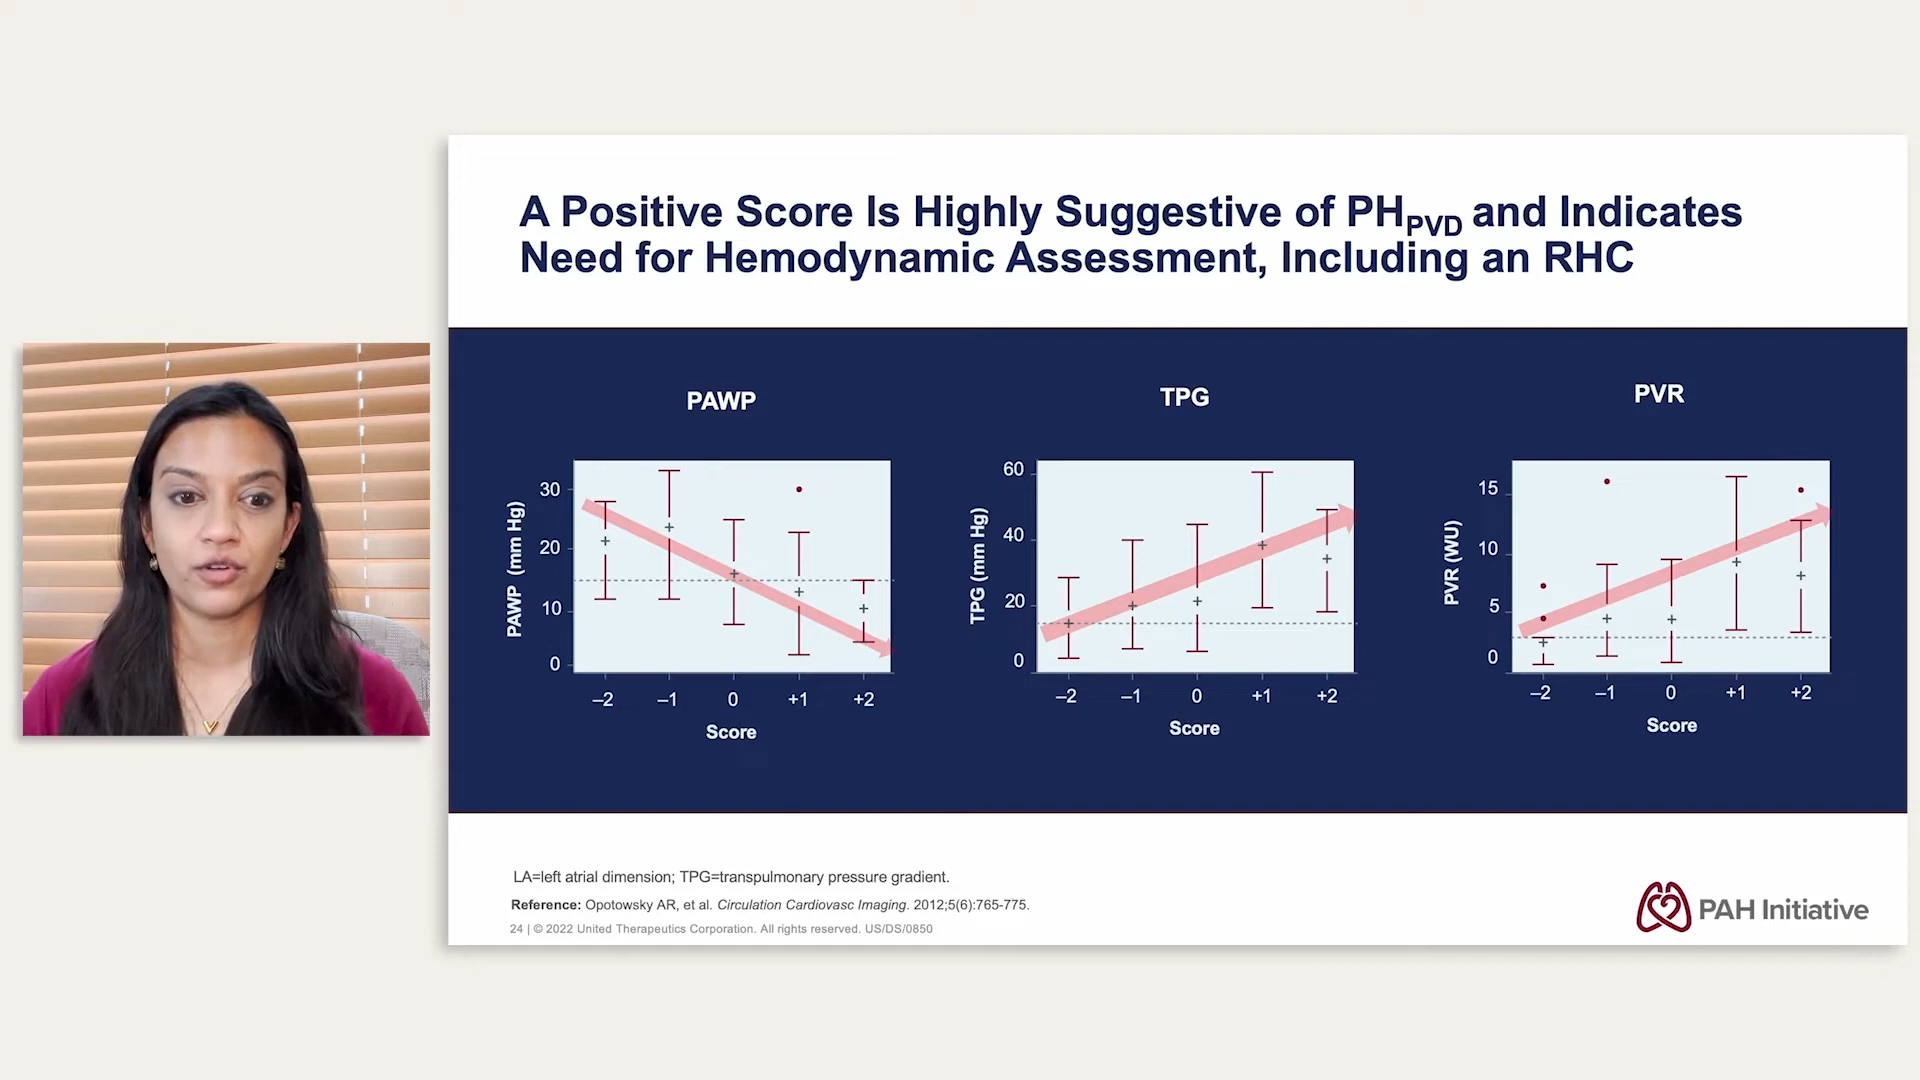 A Positive Score Is Highly Suggestive of PHPVD and Indicates
Need for Hemodynamic Assessment, Including an RHC
PAWP
PAWP (mm Hg)
30
20
10
0
–2 –1 0 +1 +2
Score
TPG
TPG (mm Hg)
60
40
20
0
–2 –1 0 +1 +2
Score
PVR
PVR (WU)
15
10
5
0
–2 –1 0 +1 +2
Score
LA=left atrial dimension; TPG=transpulmonary pressure gradient.
Reference: Opotowsky AR, et al. Circulation Cardiovasc Imaging. 2012;5(6):765-775.
24 | © 2022 United Therapeutics Corporation. All rights reserved. US/DS/0850
PAH Initiative